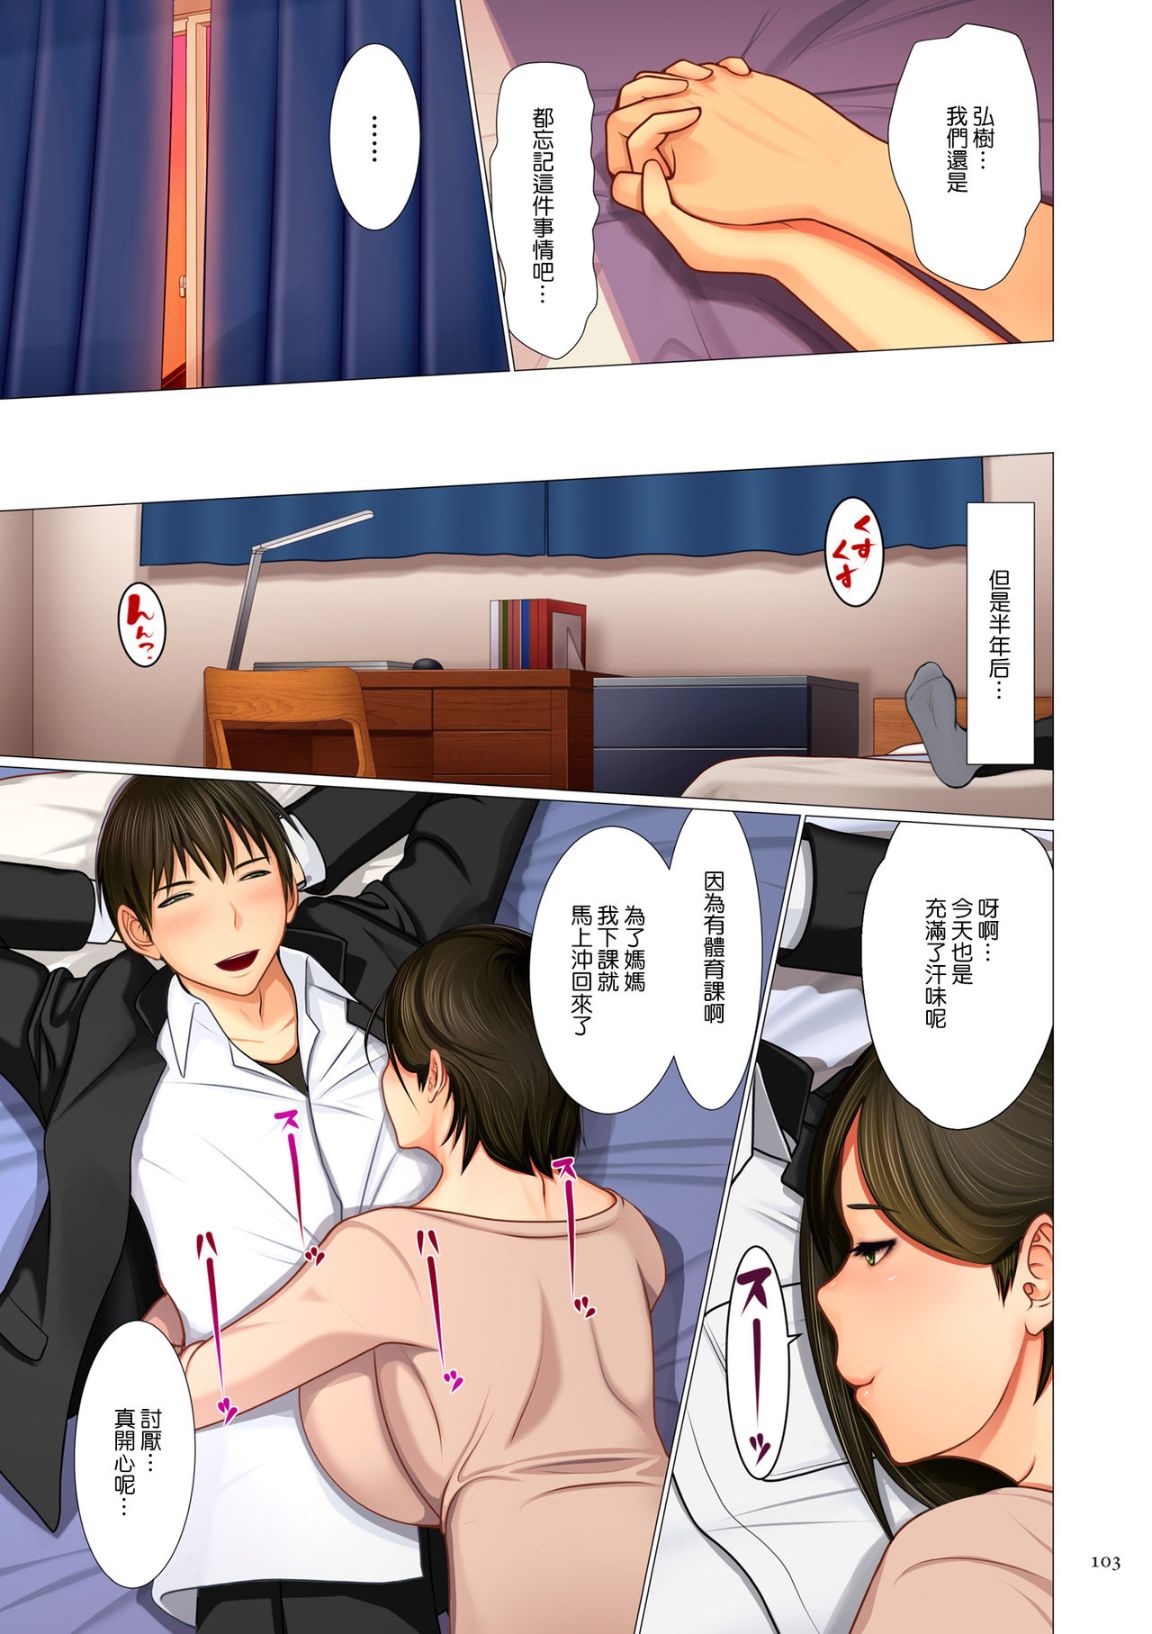 弘樹…
我們還是
都忘記這件事情吧…
……
但是半年后…
くすくす
んんっ?
呀啊…
今天也是
充滿了汗味呢
スーッ
因為有體育課啊
為了媽媽
我下課就
馬上沖回來了
スーッ
ハーッ
スーッ
ハーッ
討厭…
真開心呢…
103